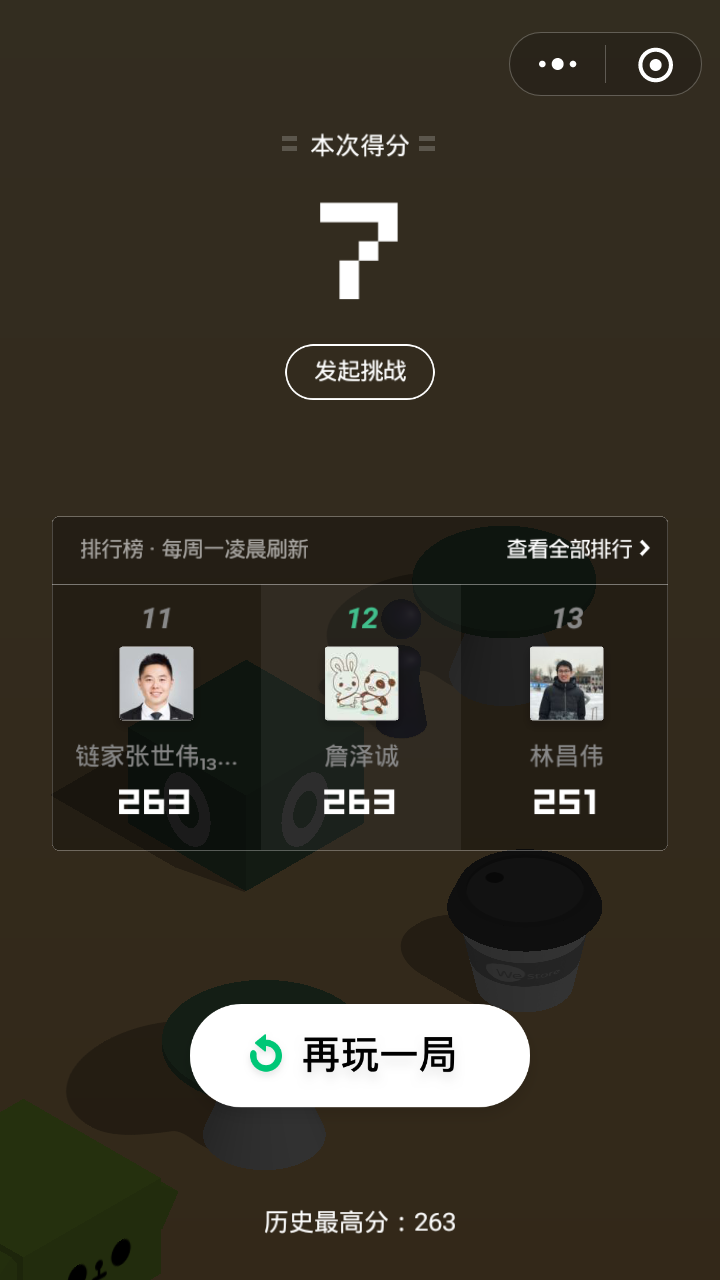 本次得分
7
发起挑战
排行榜 · 每周一凌晨刷新 查看全部排行
11 12 13
链家张世伟13... 詹泽诚 林昌伟
263 263 251
We store
再玩一局
历史最高分：263